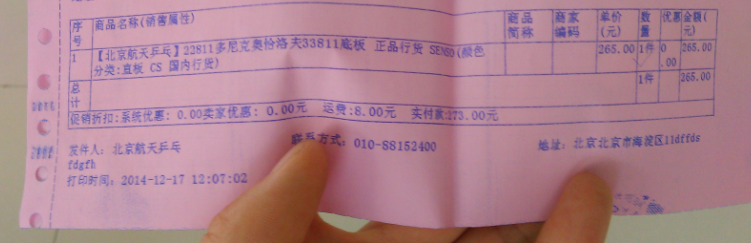 序号 商品名称(销售属性) 商品简称 商家编码 单价(元) 数量 优惠 金额(元)
1 【北京航天乒乓】22811多尼克奥恰洛夫33811底板 正品行货 SENSO(颜色分类:直板 CS 国内行货) 265.00 1件 0.00 265.00
总计 1件 265.00
促销折扣:系统优惠: 0.00卖家优惠: 0.00元 运费:8.00元 实付款:273.00元
发件人: 北京航天乒乓 联系方式: 010-88152400 地址: 北京北京市海淀区11dffds
fdgfh
打印时间: 2014-12-17 12:07:02